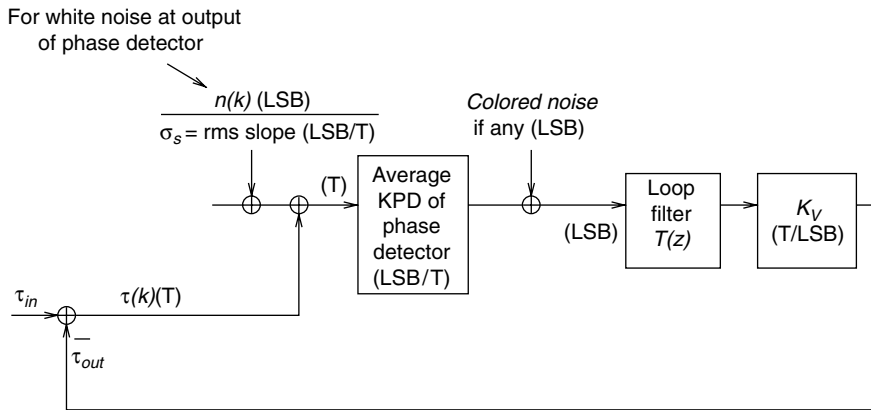 For white noise at output
of phase detector
n(k) (LSB)
σs = rms slope (LSB/T)
Colored noise
if any (LSB)
(T)
Average
KPD of
phase
detector
(LSB/T)
(LSB)
Loop
filter
T(z)
KV
(T/LSB)
τin
τ(k)(T)
−
τout